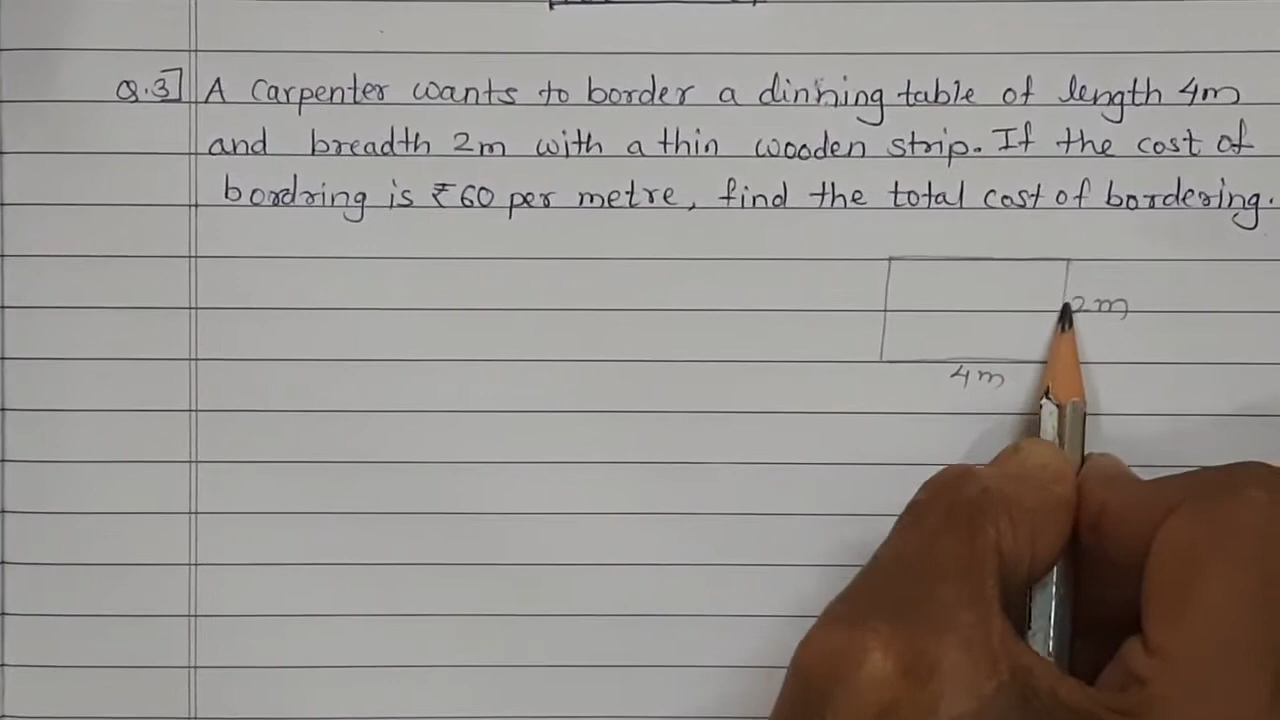 Q.3] A Carpenter wants to border a dinning table of length 4m
and breadth 2m with a thin wooden strip. If the cost of
bordring is ₹60 per metre, find the total cost of bordering.
2m
4m